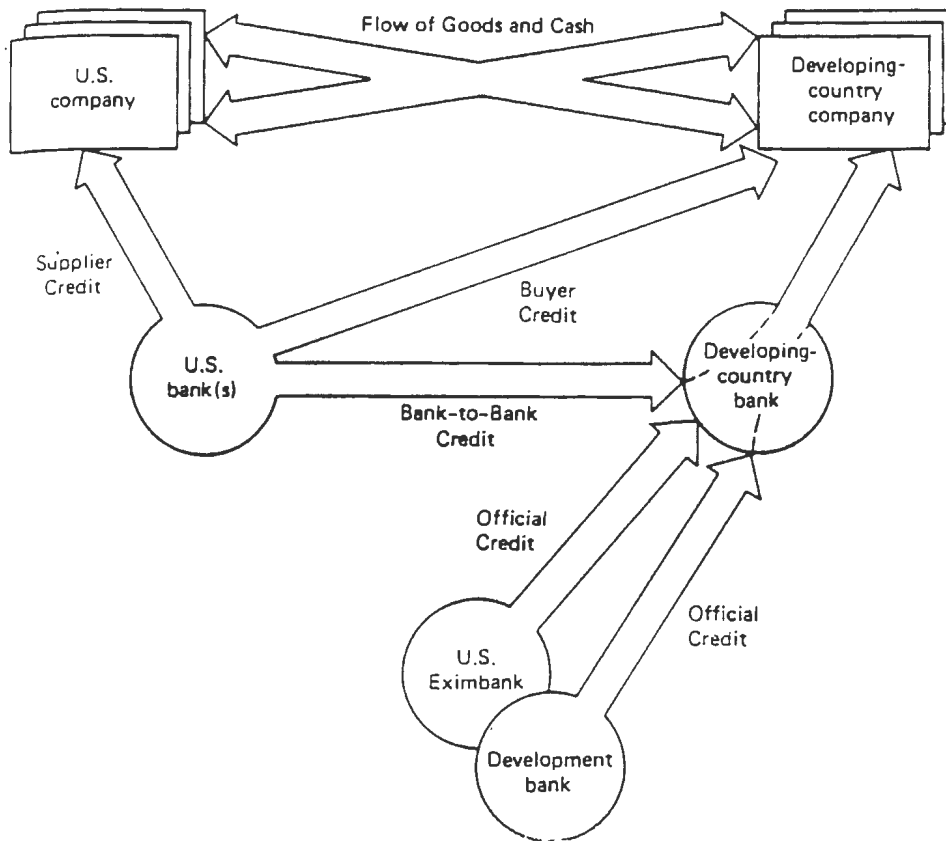 Flow of Goods and Cash
U.S.
company
Developing-
country
company
Supplier
Credit
Buyer
Credit
U.S.
bank(s)
Developing-
country
bank
Bank-to-Bank
Credit
Official
Credit
Official
Credit
U.S.
Eximbank
Development
bank